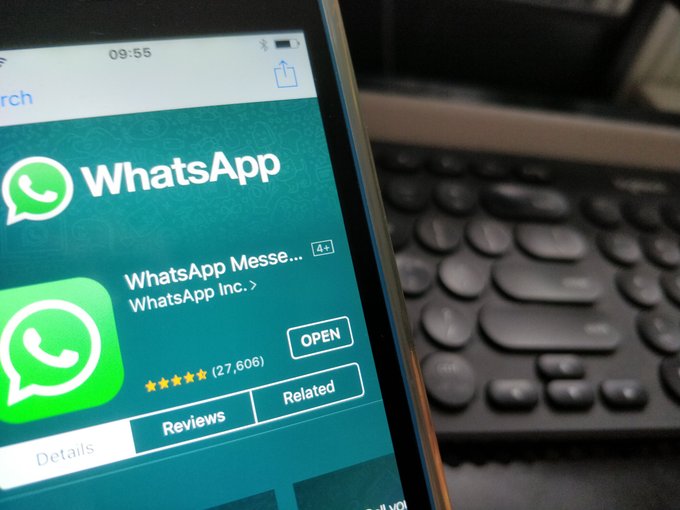 09:55
rch
WhatsApp
WhatsApp Messe... 4+
WhatsApp Inc. >
OPEN
(27,606)
Details
Reviews
Related